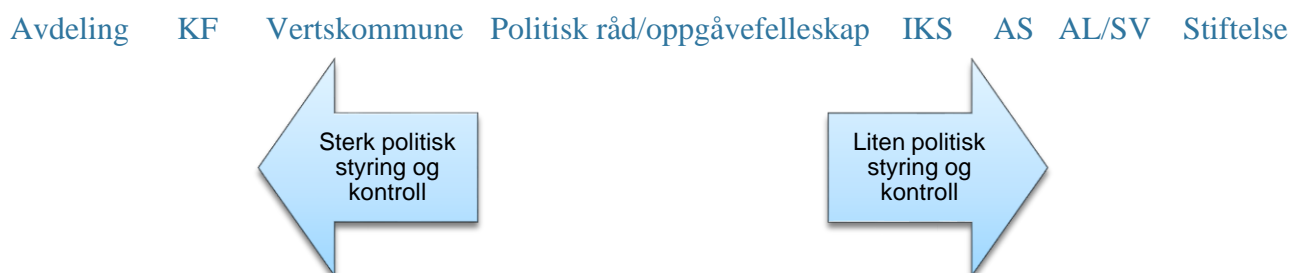 Avdeling KF Vertskommune Politisk råd/oppgåvefelleskap IKS AS AL/SV Stiftelse
Sterk politisk
styring og
kontroll
Liten politisk
styring og
kontroll